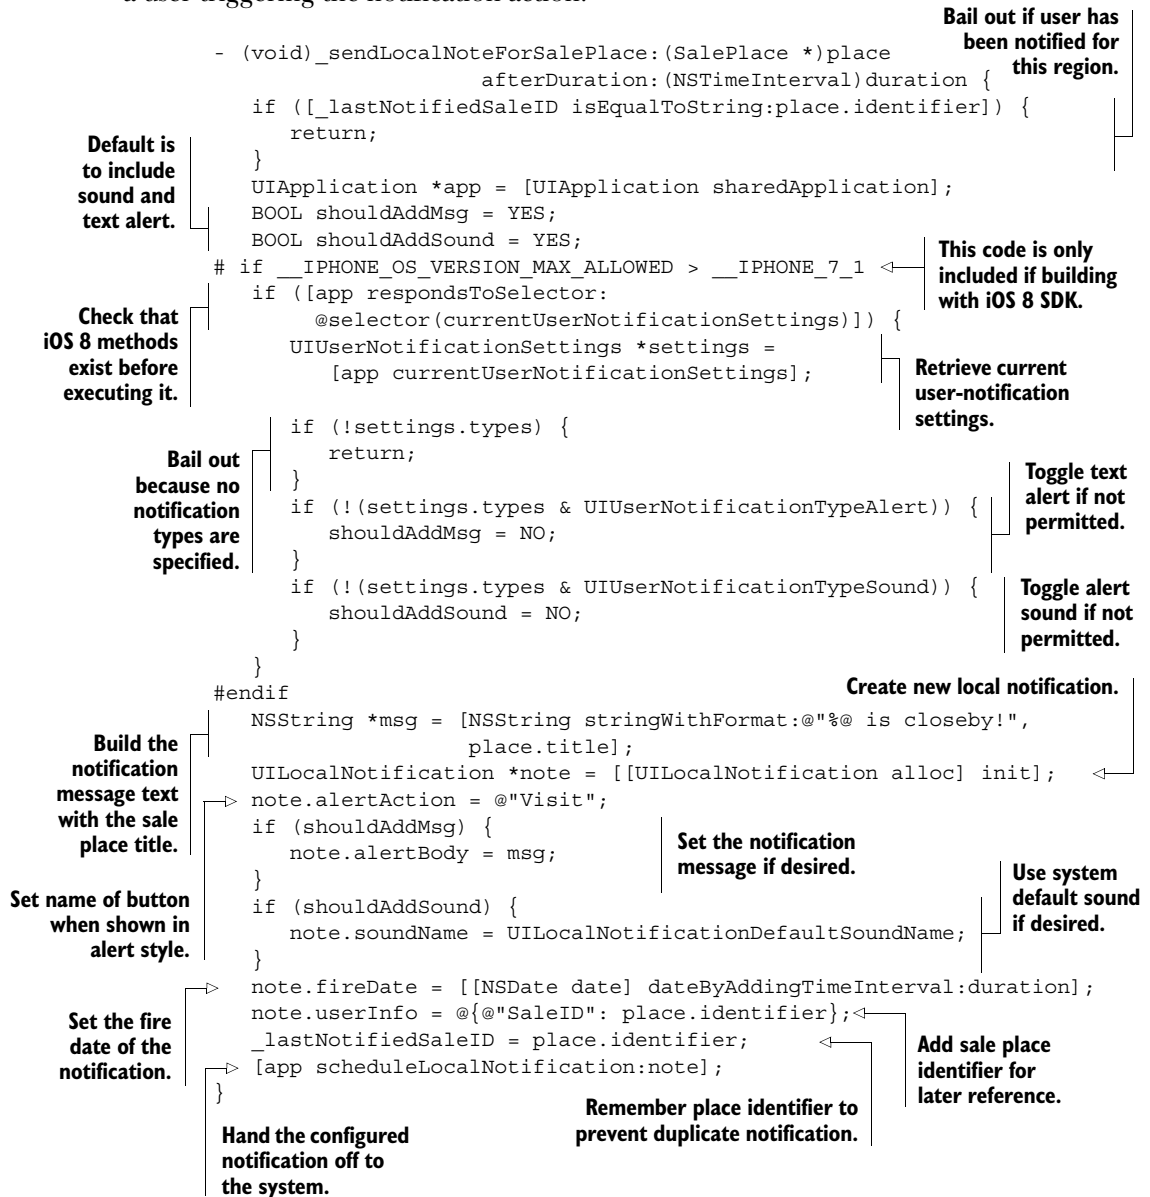 a user triggering the notification action.
Bail out if user has
been notified for
this region.
- (void)_sendLocalNoteForSalePlace:(SalePlace *)place
afterDuration:(NSTimeInterval)duration {
if ([_lastNotifiedSaleID isEqualToString:place.identifier]) {
return;
}
Default is
to include
sound and
text alert.
UIApplication *app = [UIApplication sharedApplication];
BOOL shouldAddMsg = YES;
BOOL shouldAddSound = YES;
# if __IPHONE_OS_VERSION_MAX_ALLOWED > __IPHONE_7_1
This code is only
included if building
with iOS 8 SDK.
if ([app respondsToSelector:
@selector(currentUserNotificationSettings)]) {
Check that
iOS 8 methods
exist before
executing it.
UIUserNotificationSettings *settings =
[app currentUserNotificationSettings];
Retrieve current
user-notification
settings.
if (!settings.types) {
return;
}
Bail out
because no
notification
types are
specified.
if (!(settings.types & UIUserNotificationTypeAlert)) {
shouldAddMsg = NO;
}
Toggle text
alert if not
permitted.
if (!(settings.types & UIUserNotificationTypeSound)) {
shouldAddSound = NO;
}
Toggle alert
sound if not
permitted.
}
#endif
Create new local notification.
NSString *msg = [NSString stringWithFormat:@"%@ is closeby!",
place.title];
Build the
notification
message text
with the sale
place title.
UILocalNotification *note = [[UILocalNotification alloc] init];
note.alertAction = @"Visit";
if (shouldAddMsg) {
note.alertBody = msg;
}
Set the notification
message if desired.
Set name of button
when shown in
alert style.
if (shouldAddSound) {
note.soundName = UILocalNotificationDefaultSoundName;
}
Use system
default sound
if desired.
note.fireDate = [[NSDate date] dateByAddingTimeInterval:duration];
note.userInfo = @{@"SaleID": place.identifier};
Set the fire
date of the
notification.
_lastNotifiedSaleID = place.identifier;
[app scheduleLocalNotification:note];
}
Add sale place
identifier for
later reference.
Remember place identifier to
prevent duplicate notification.
Hand the configured
notification off to
the system.